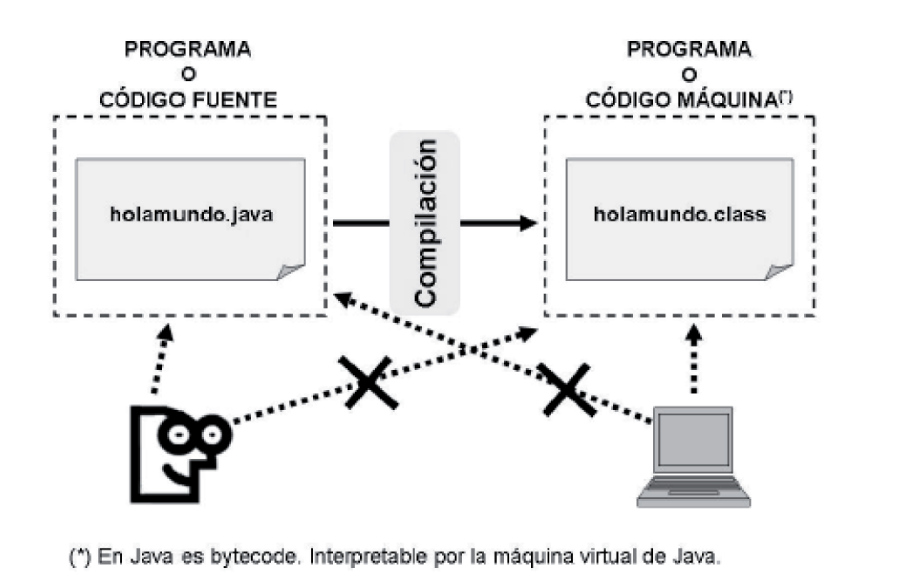 PROGRAMA
O
CÓDIGO FUENTE
holamundo.java
Compilación
PROGRAMA
O
CÓDIGO MÁQUINA(*)
holamundo.class
(*) En Java es bytecode. Interpretable por la máquina virtual de Java.